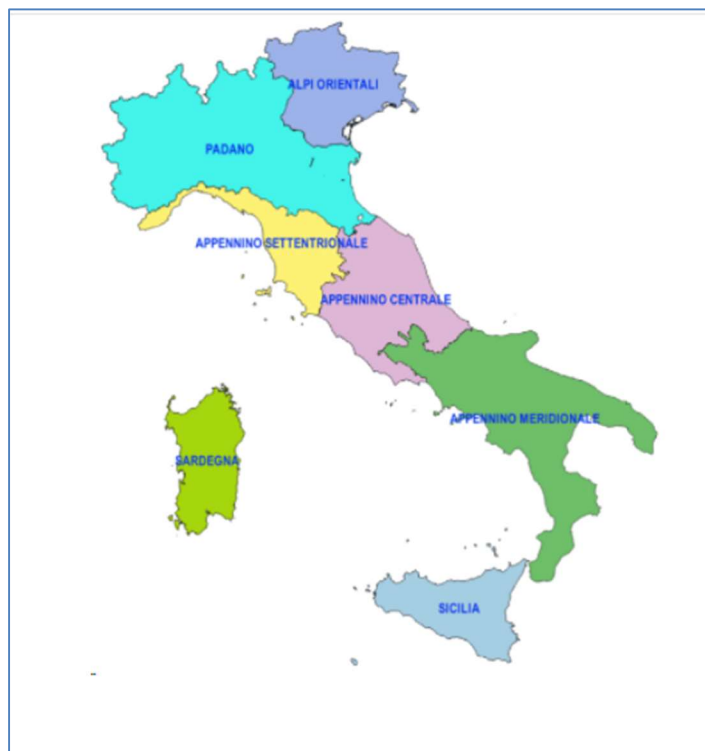 ALPI ORIENTALI
PADANO
APPENNINO SETTENTRIONALE
APPENNINO CENTRALE
APPENNINO MERIDIONALE
SARDEGNA
SICILIA